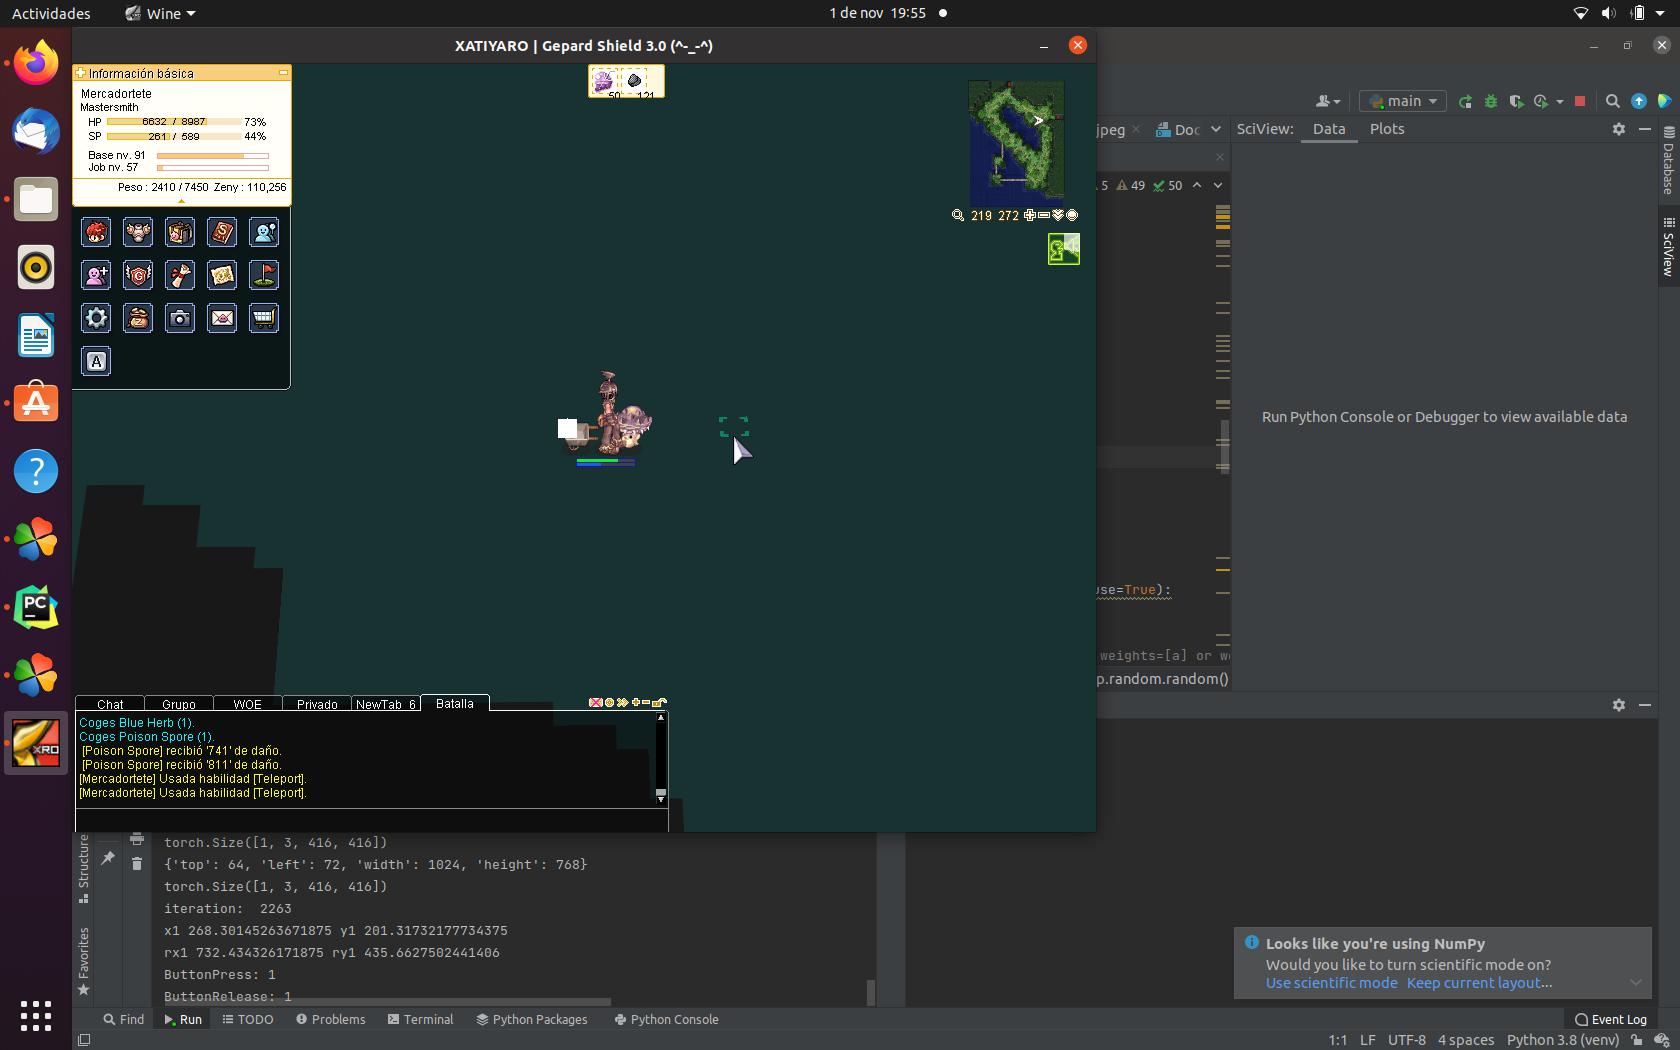 Actividades
Wine
1 de nov 19:55
XATIYARO | Gepard Shield 3.0 (^-_-^)
Información básica
Mercadortete
Mastersmith
HP 6632 / 8987 73%
SP 261 / 589 44%
Base nv. 91
Job nv. 57
Peso : 2410 / 7450 Zeny : 110,256
50 121
219 272
A
Chat Grupo WOE Privado NewTab 6 Batalla
Coges Blue Herb (1).
Coges Poison Spore (1).
[Poison Spore] recibió '741' de daño.
[Poison Spore] recibió '811' de daño.
[Mercadortete] Usada habilidad [Teleport].
[Mercadortete] Usada habilidad [Teleport].
main
jpeg
Doc
SciView: Data Plots
5 49 50
Database
SciView
Run Python Console or Debugger to view available data
use=True):
weights=[a] or w
p.random.random()
torch.Size([1, 3, 416, 416])
{'top': 64, 'left': 72, 'width': 1024, 'height': 768}
torch.Size([1, 3, 416, 416])
iteration: 2263
x1 268.30145263671875 y1 201.31732177734375
rx1 732.434326171875 ry1 435.6627502441406
ButtonPress: 1
ButtonRelease: 1
Structure
Favorites
Looks like you're using NumPy
Would you like to turn scientific mode on?
Use scientific mode Keep current layout...
Find Run TODO Problems Terminal Python Packages Python Console Event Log
1:1 LF UTF-8 4 spaces Python 3.8 (venv)
PC
XRO